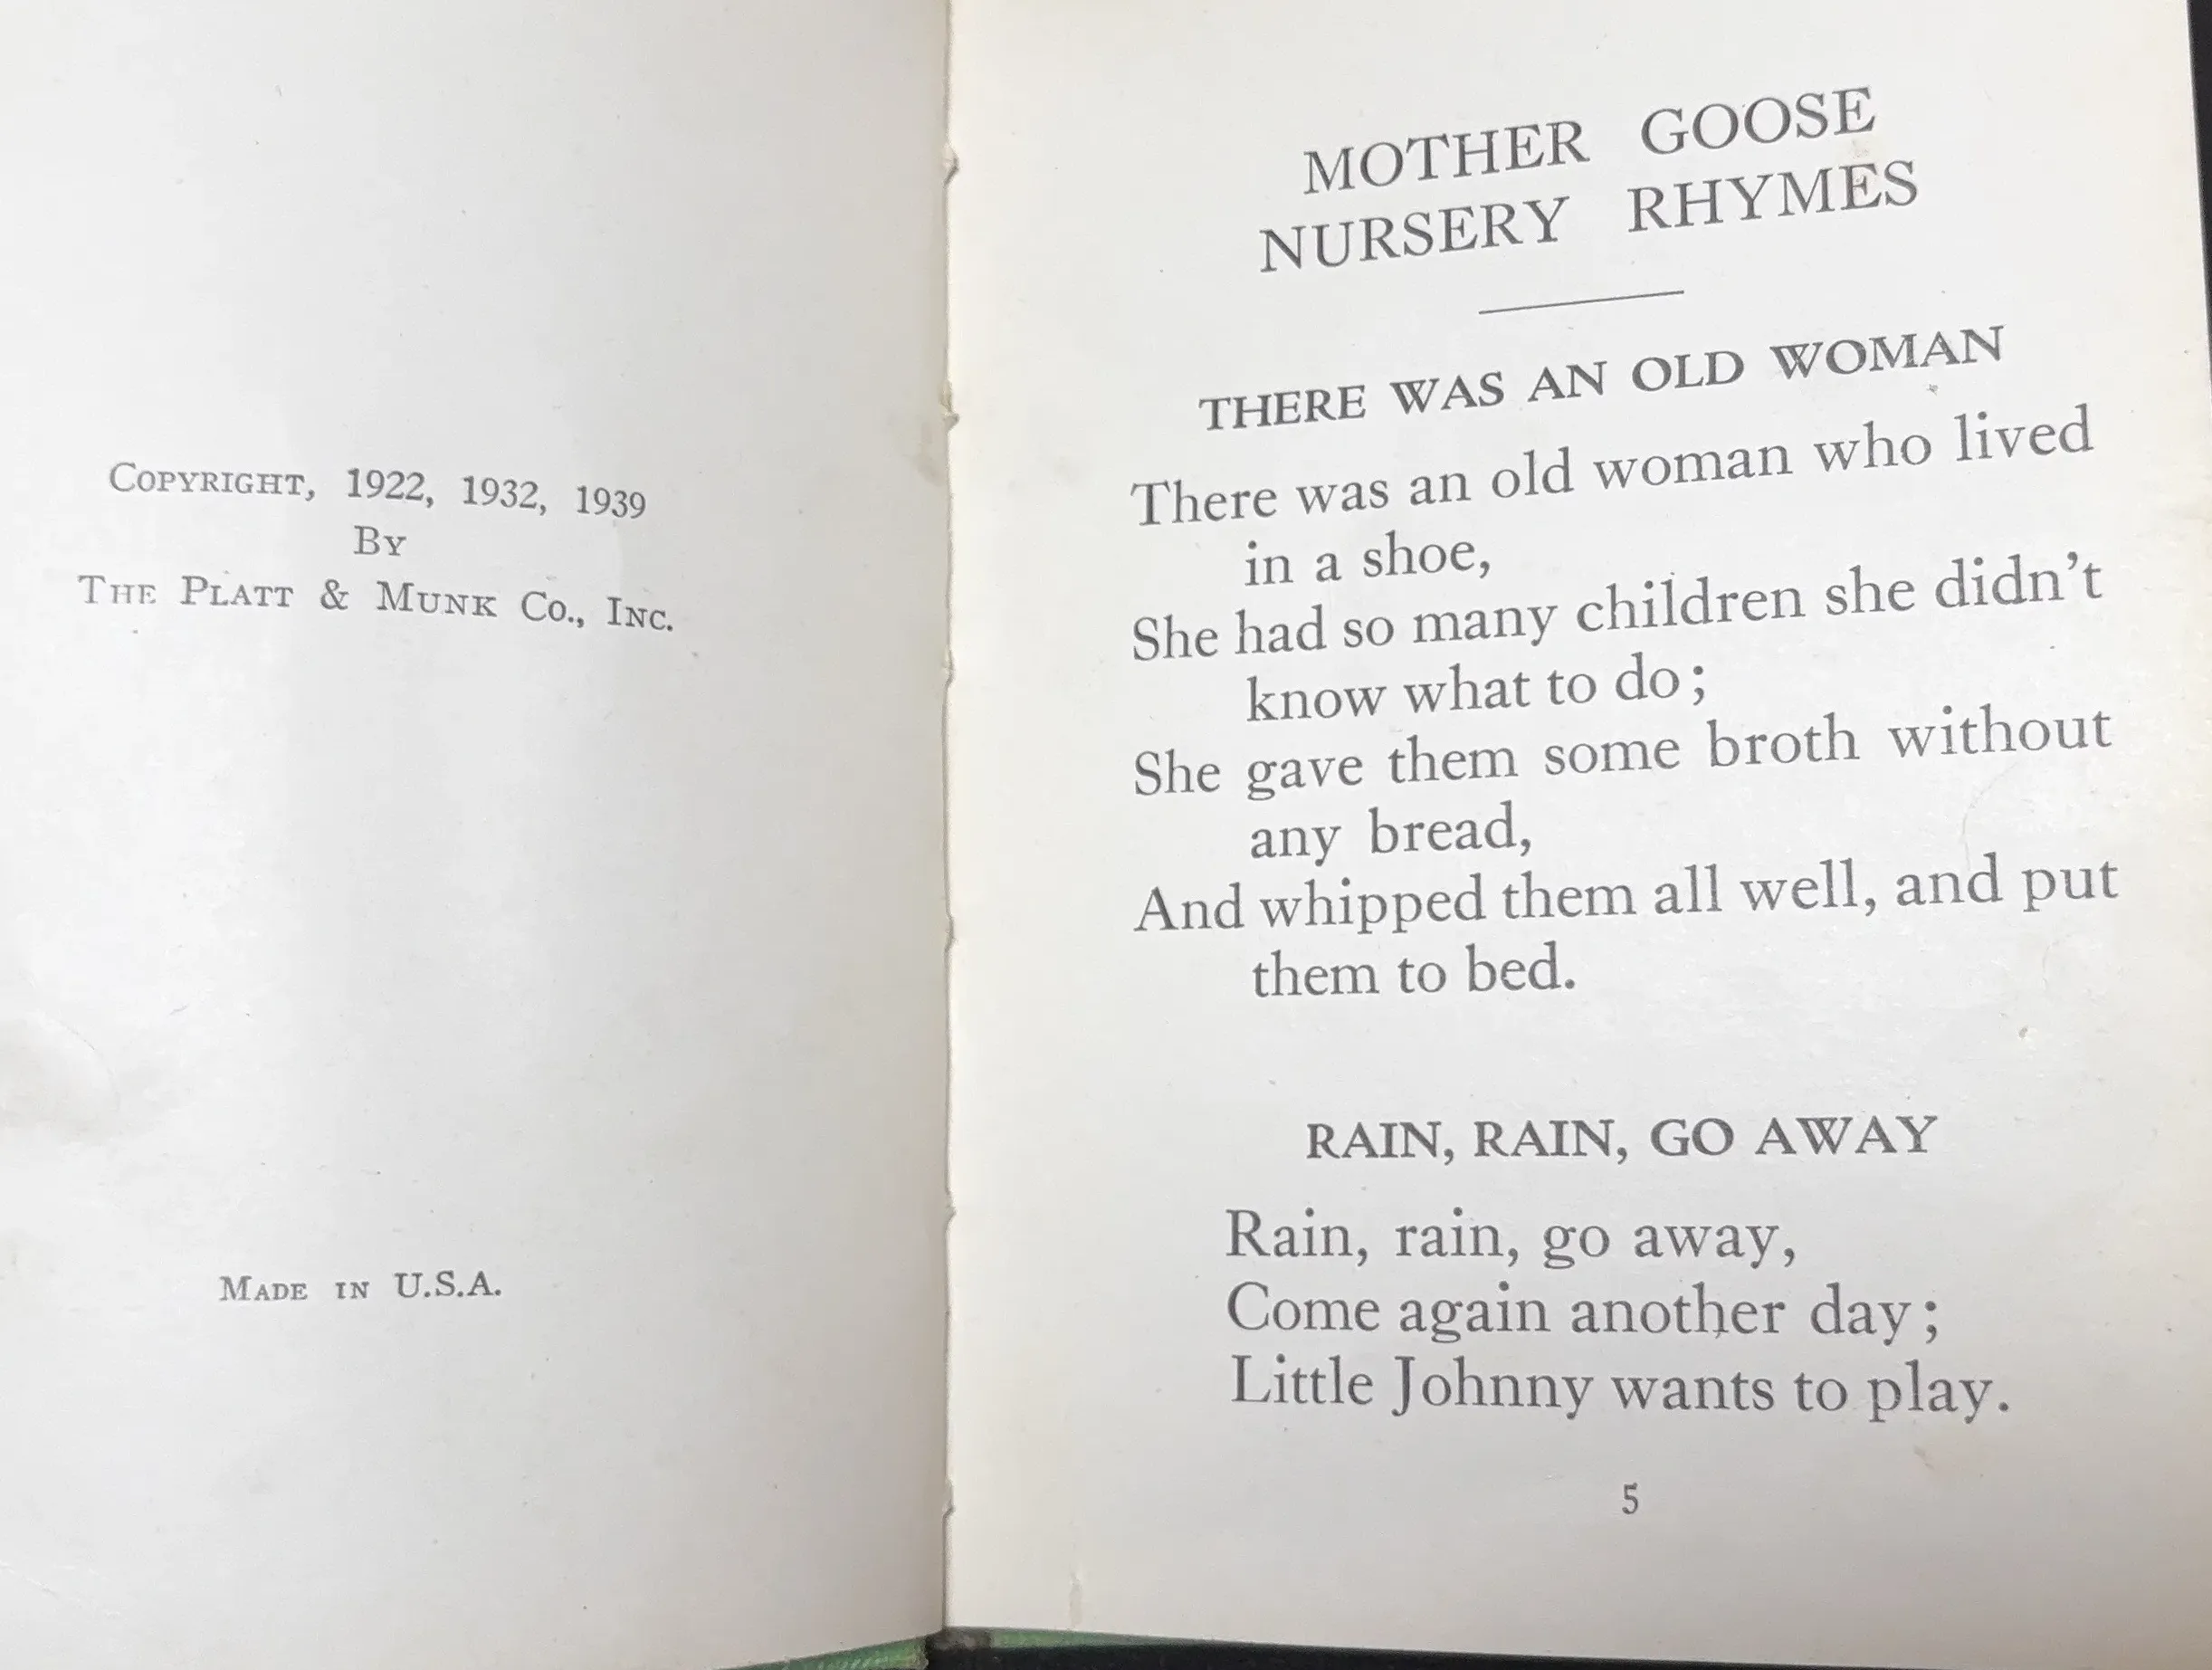 COPYRIGHT, 1922, 1932, 1939
BY
THE PLATT & MUNK CO., INC.
MADE IN U.S.A.
MOTHER GOOSE
NURSERY RHYMES
THERE WAS AN OLD WOMAN
There was an old woman who lived
in a shoe,
She had so many children she didn't
know what to do;
She gave them some broth without
any bread,
And whipped them all well, and put
them to bed.
RAIN, RAIN, GO AWAY
Rain, rain, go away,
Come again another day;
Little Johnny wants to play.
5